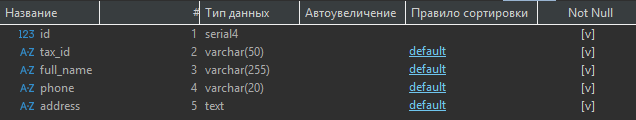 Название # Тип данных Автоувеличение Правило сортировки Not Null
123 id 1 serial4 [v]
A-Z tax_id 2 varchar(50) default [v]
A-Z full_name 3 varchar(255) default [v]
A-Z phone 4 varchar(20) default [v]
A-Z address 5 text default [v]